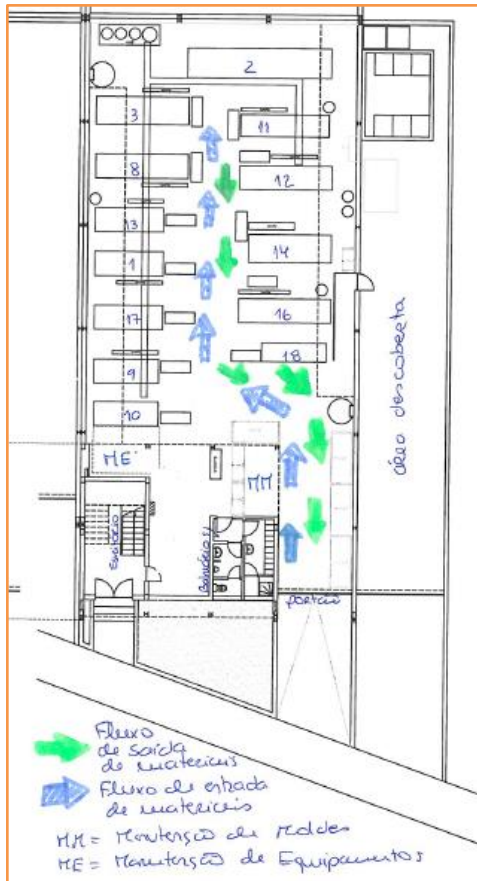 2
3
11
8
12
13
14
1
17
16
9
18
10
ME
MM
Escritório
Balneários
portão
área descoberta
Fluxo
de saída
de materiais
Fluxo de entrada
de materiais
MM = Manutenção de Moldes
ME = Manutenção de Equipamentos